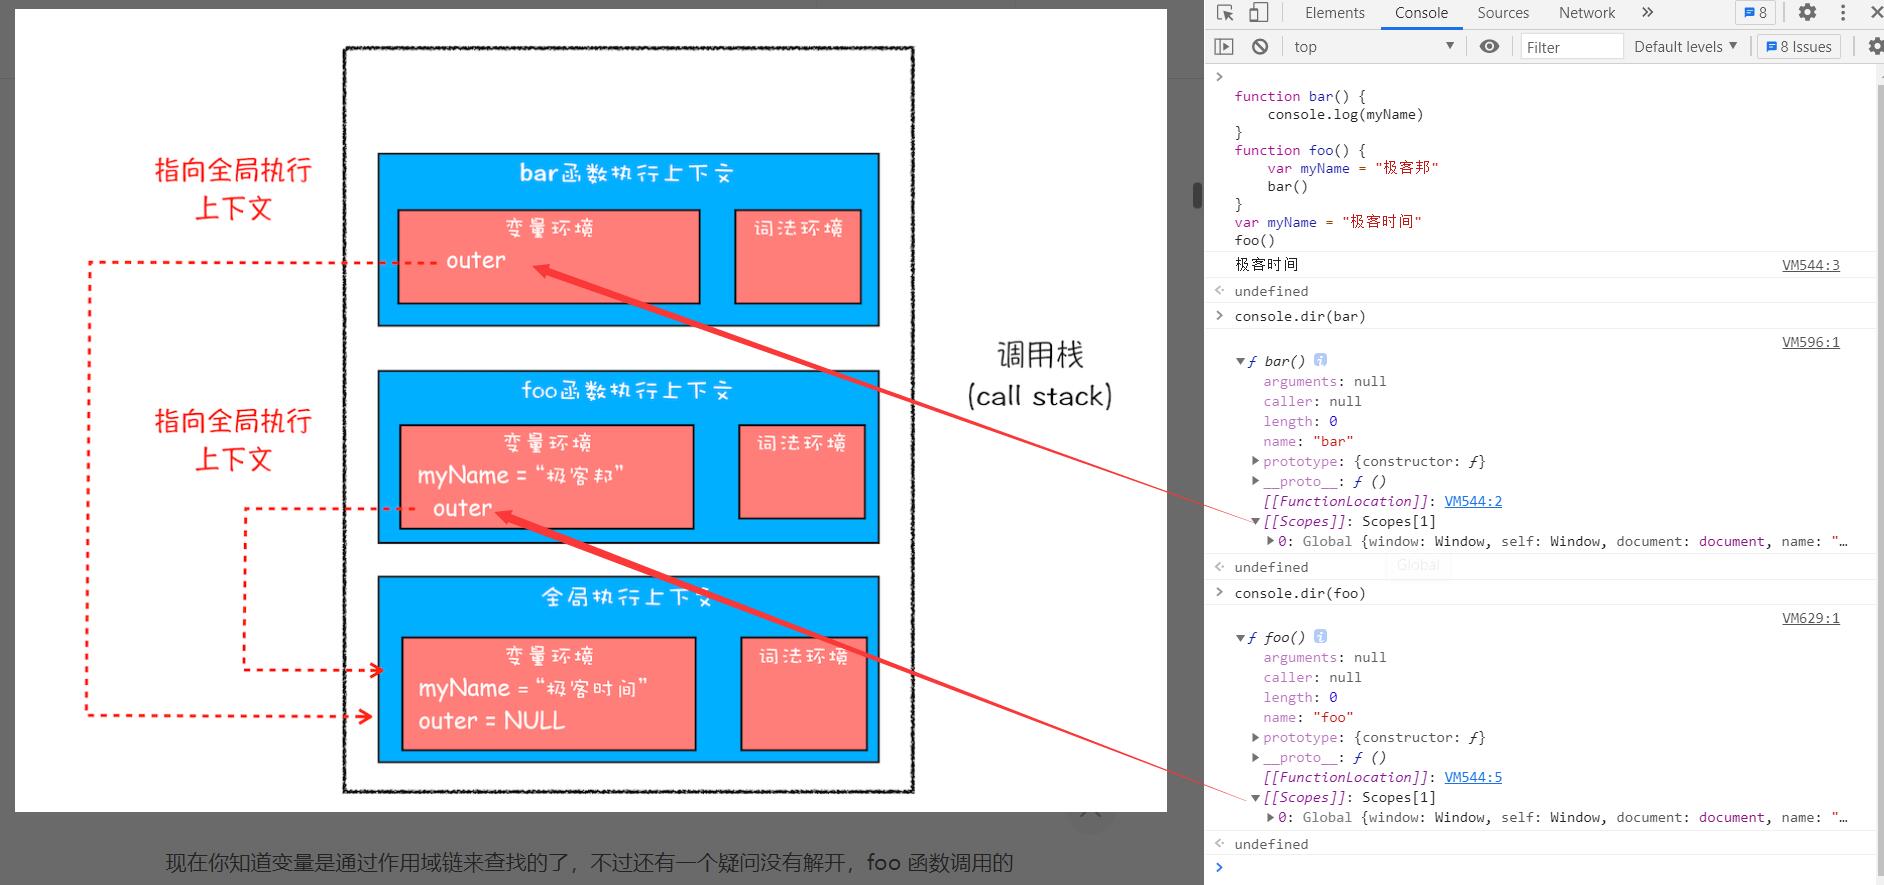 指向全局执行
上下文
bar函数执行上下文
变量环境
outer
词法环境
指向全局执行
上下文
foo函数执行上下文
变量环境
myName = “极客邦”
outer
词法环境
全局执行上下文
变量环境
myName = “极客时间”
outer = NULL
词法环境
调用栈
(call stack)
现在你知道变量是通过作用域链来查找的了，不过还有一个疑问没有解开，foo 函数调用的
Elements Console Sources Network » 8
top Filter Default levels 8 Issues
function bar() {
console.log(myName)
}
function foo() {
var myName = "极客邦"
bar()
}
var myName = "极客时间"
foo()
极客时间 VM544:3
undefined
console.dir(bar)
VM596:1
ƒ bar() i
arguments: null
caller: null
length: 0
name: "bar"
prototype: {constructor: ƒ}
__proto__: ƒ ()
[[FunctionLocation]]: VM544:2
[[Scopes]]: Scopes[1]
0: Global {window: Window, self: Window, document: document, name: "…
undefined
Global
console.dir(foo)
VM629:1
ƒ foo() i
arguments: null
caller: null
length: 0
name: "foo"
prototype: {constructor: ƒ}
__proto__: ƒ ()
[[FunctionLocation]]: VM544:5
[[Scopes]]: Scopes[1]
0: Global {window: Window, self: Window, document: document, name: "…
undefined